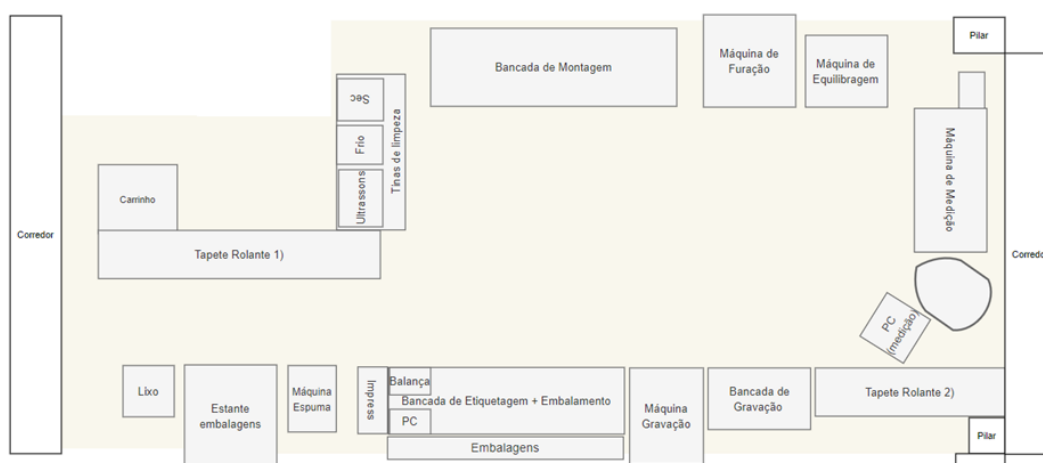 Pilar
Máquina de
Furação
Máquina de
Equilibragem
Bancada de Montagem
Sec
Frio
Ultrassons
Tinas de limpeza
Máquina de Medição
Carrinho
Corredor
Tapete Rolante 1)
Corredo
PC
(medição)
Lixo
Estante
embalagens
Máquina
Espuma
Impress
Balança
Bancada de Etiquetagem + Embalamento
PC
Embalagens
Máquina
Gravação
Bancada de
Gravação
Tapete Rolante 2)
Pilar